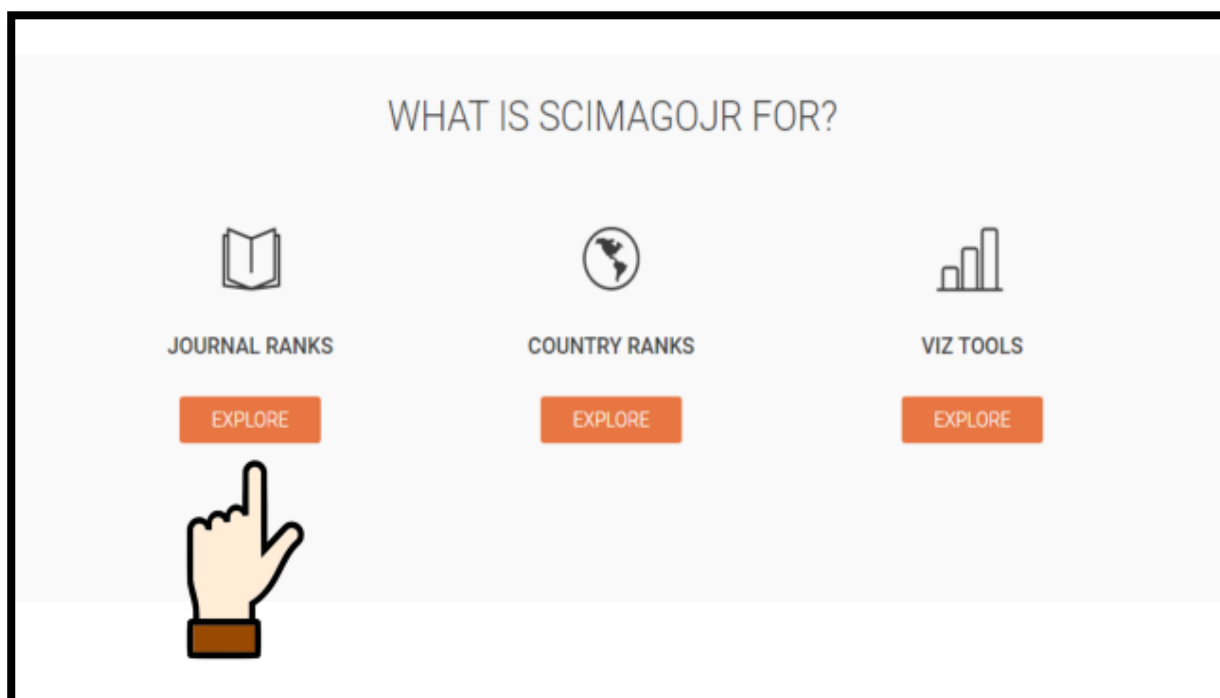 WHAT IS SCIMAGOJR FOR?
JOURNAL RANKS
COUNTRY RANKS
VIZ TOOLS
EXPLORE
EXPLORE
EXPLORE